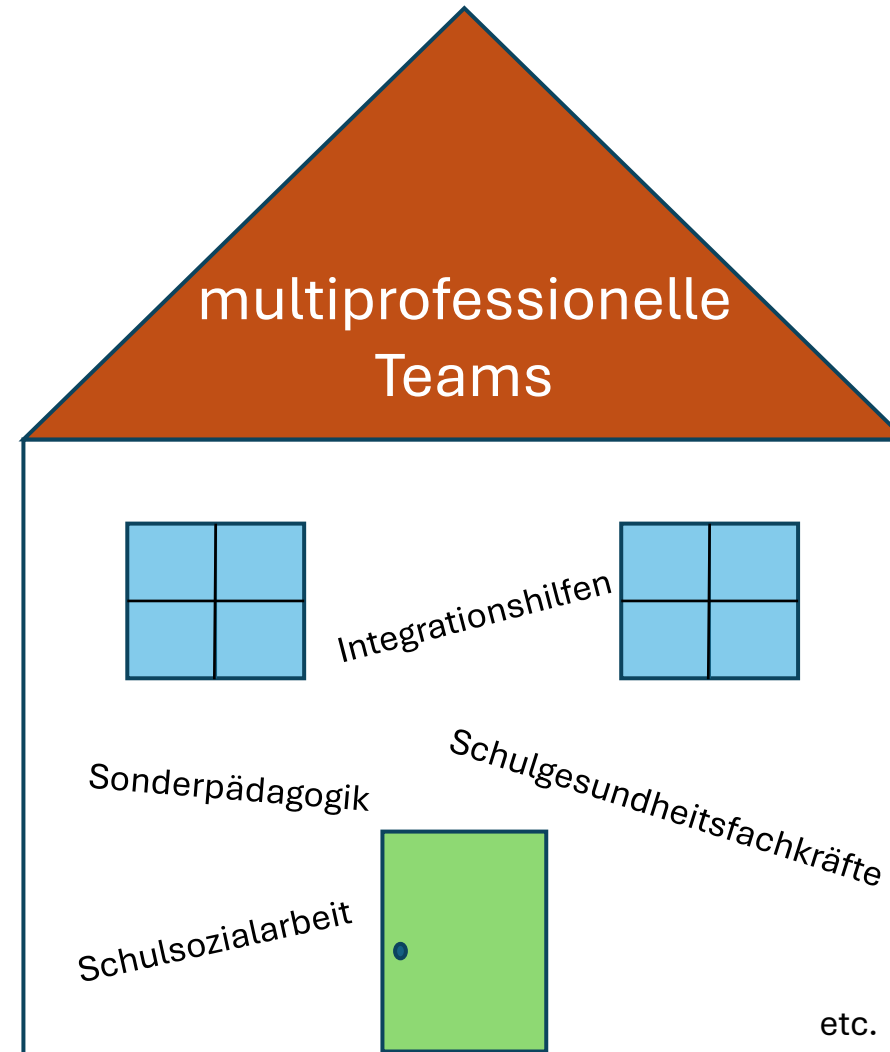 multiprofessionelle
Teams
Integrationshilfen
Schulgesundheitsfachkräfte
Sonderpädagogik
Schulsozialarbeit
etc.